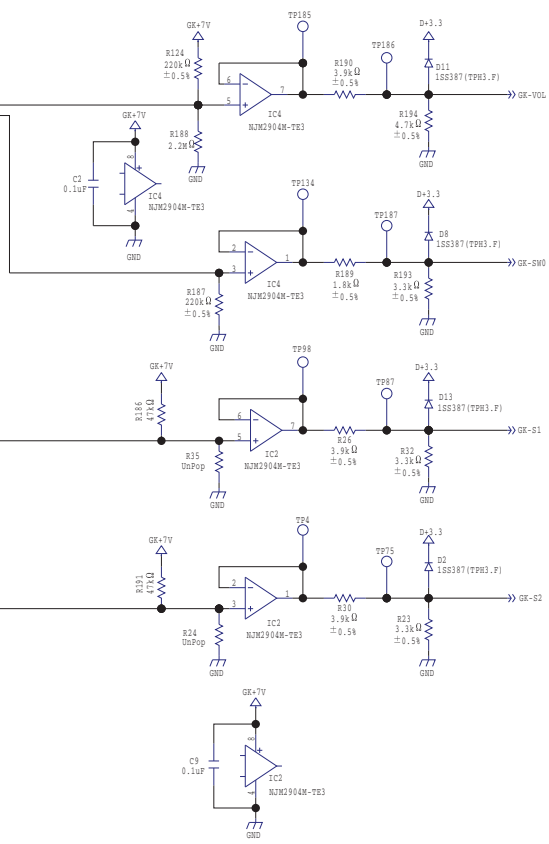 TP185
GK+7V
D+3.3
R124
220kΩ
±0.5%
TP186
R190
3.9kΩ
±0.5%
D11
1SS387(TPH3.F)
6
7
5
GK-VOL
IC4
NJM2904M-TE3
R194
4.7kΩ
±0.5%
GK+7V
R188
2.2MΩ
GND
GND
8
C2
0.1uF
IC4
NJM2904M-TE3
4
GND
TP134
D+3.3
TP187
D8
1SS387(TPH3.F)
2
1
3
GK-SW0
R189
1.8kΩ
±0.5%
R193
3.3kΩ
±0.5%
IC4
NJM2904M-TE3
R187
220kΩ
±0.5%
GND
GND
TP98
GK+7V
D+3.3
TP87
R186
47kΩ
D13
1SS387(TPH3.F)
6
7
5
GK-S1
R26
3.9kΩ
±0.5%
R32
3.3kΩ
±0.5%
R35
UnPop
IC2
NJM2904M-TE3
GND
GND
TP4
GK+7V
D+3.3
TP75
R191
47kΩ
D2
1SS387(TPH3.F)
2
1
3
GK-S2
R30
3.9kΩ
±0.5%
R23
3.3kΩ
±0.5%
R24
UnPop
IC2
NJM2904M-TE3
GND
GND
GK+7V
8
C9
0.1uF
IC2
NJM2904M-TE3
4
GND